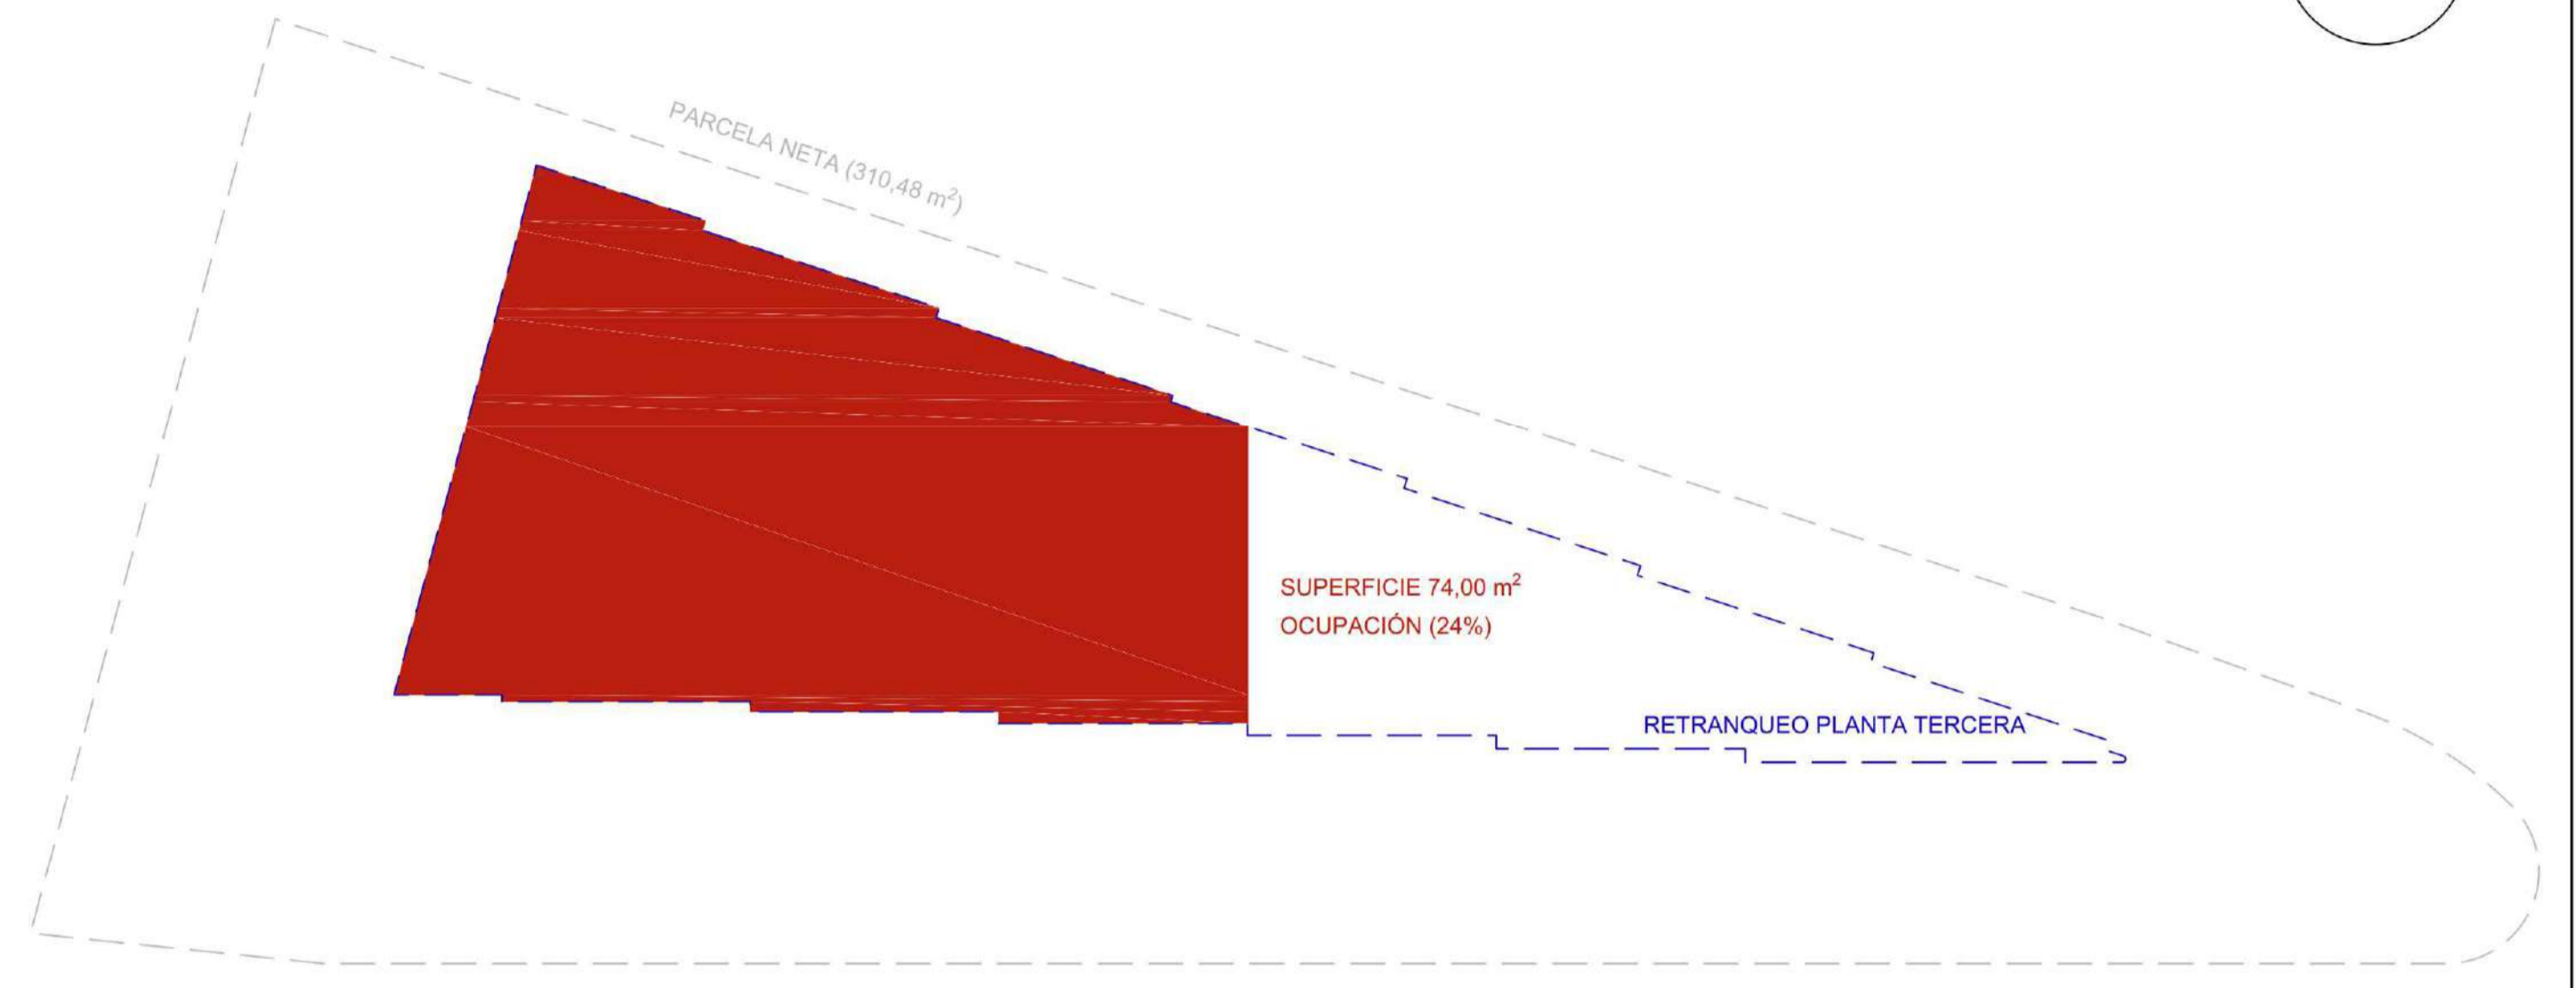 PARCELA NETA (310,48 m²)
SUPERFICIE 74,00 m²
OCUPACIÓN (24%)
RETRANQUEO PLANTA TERCERA